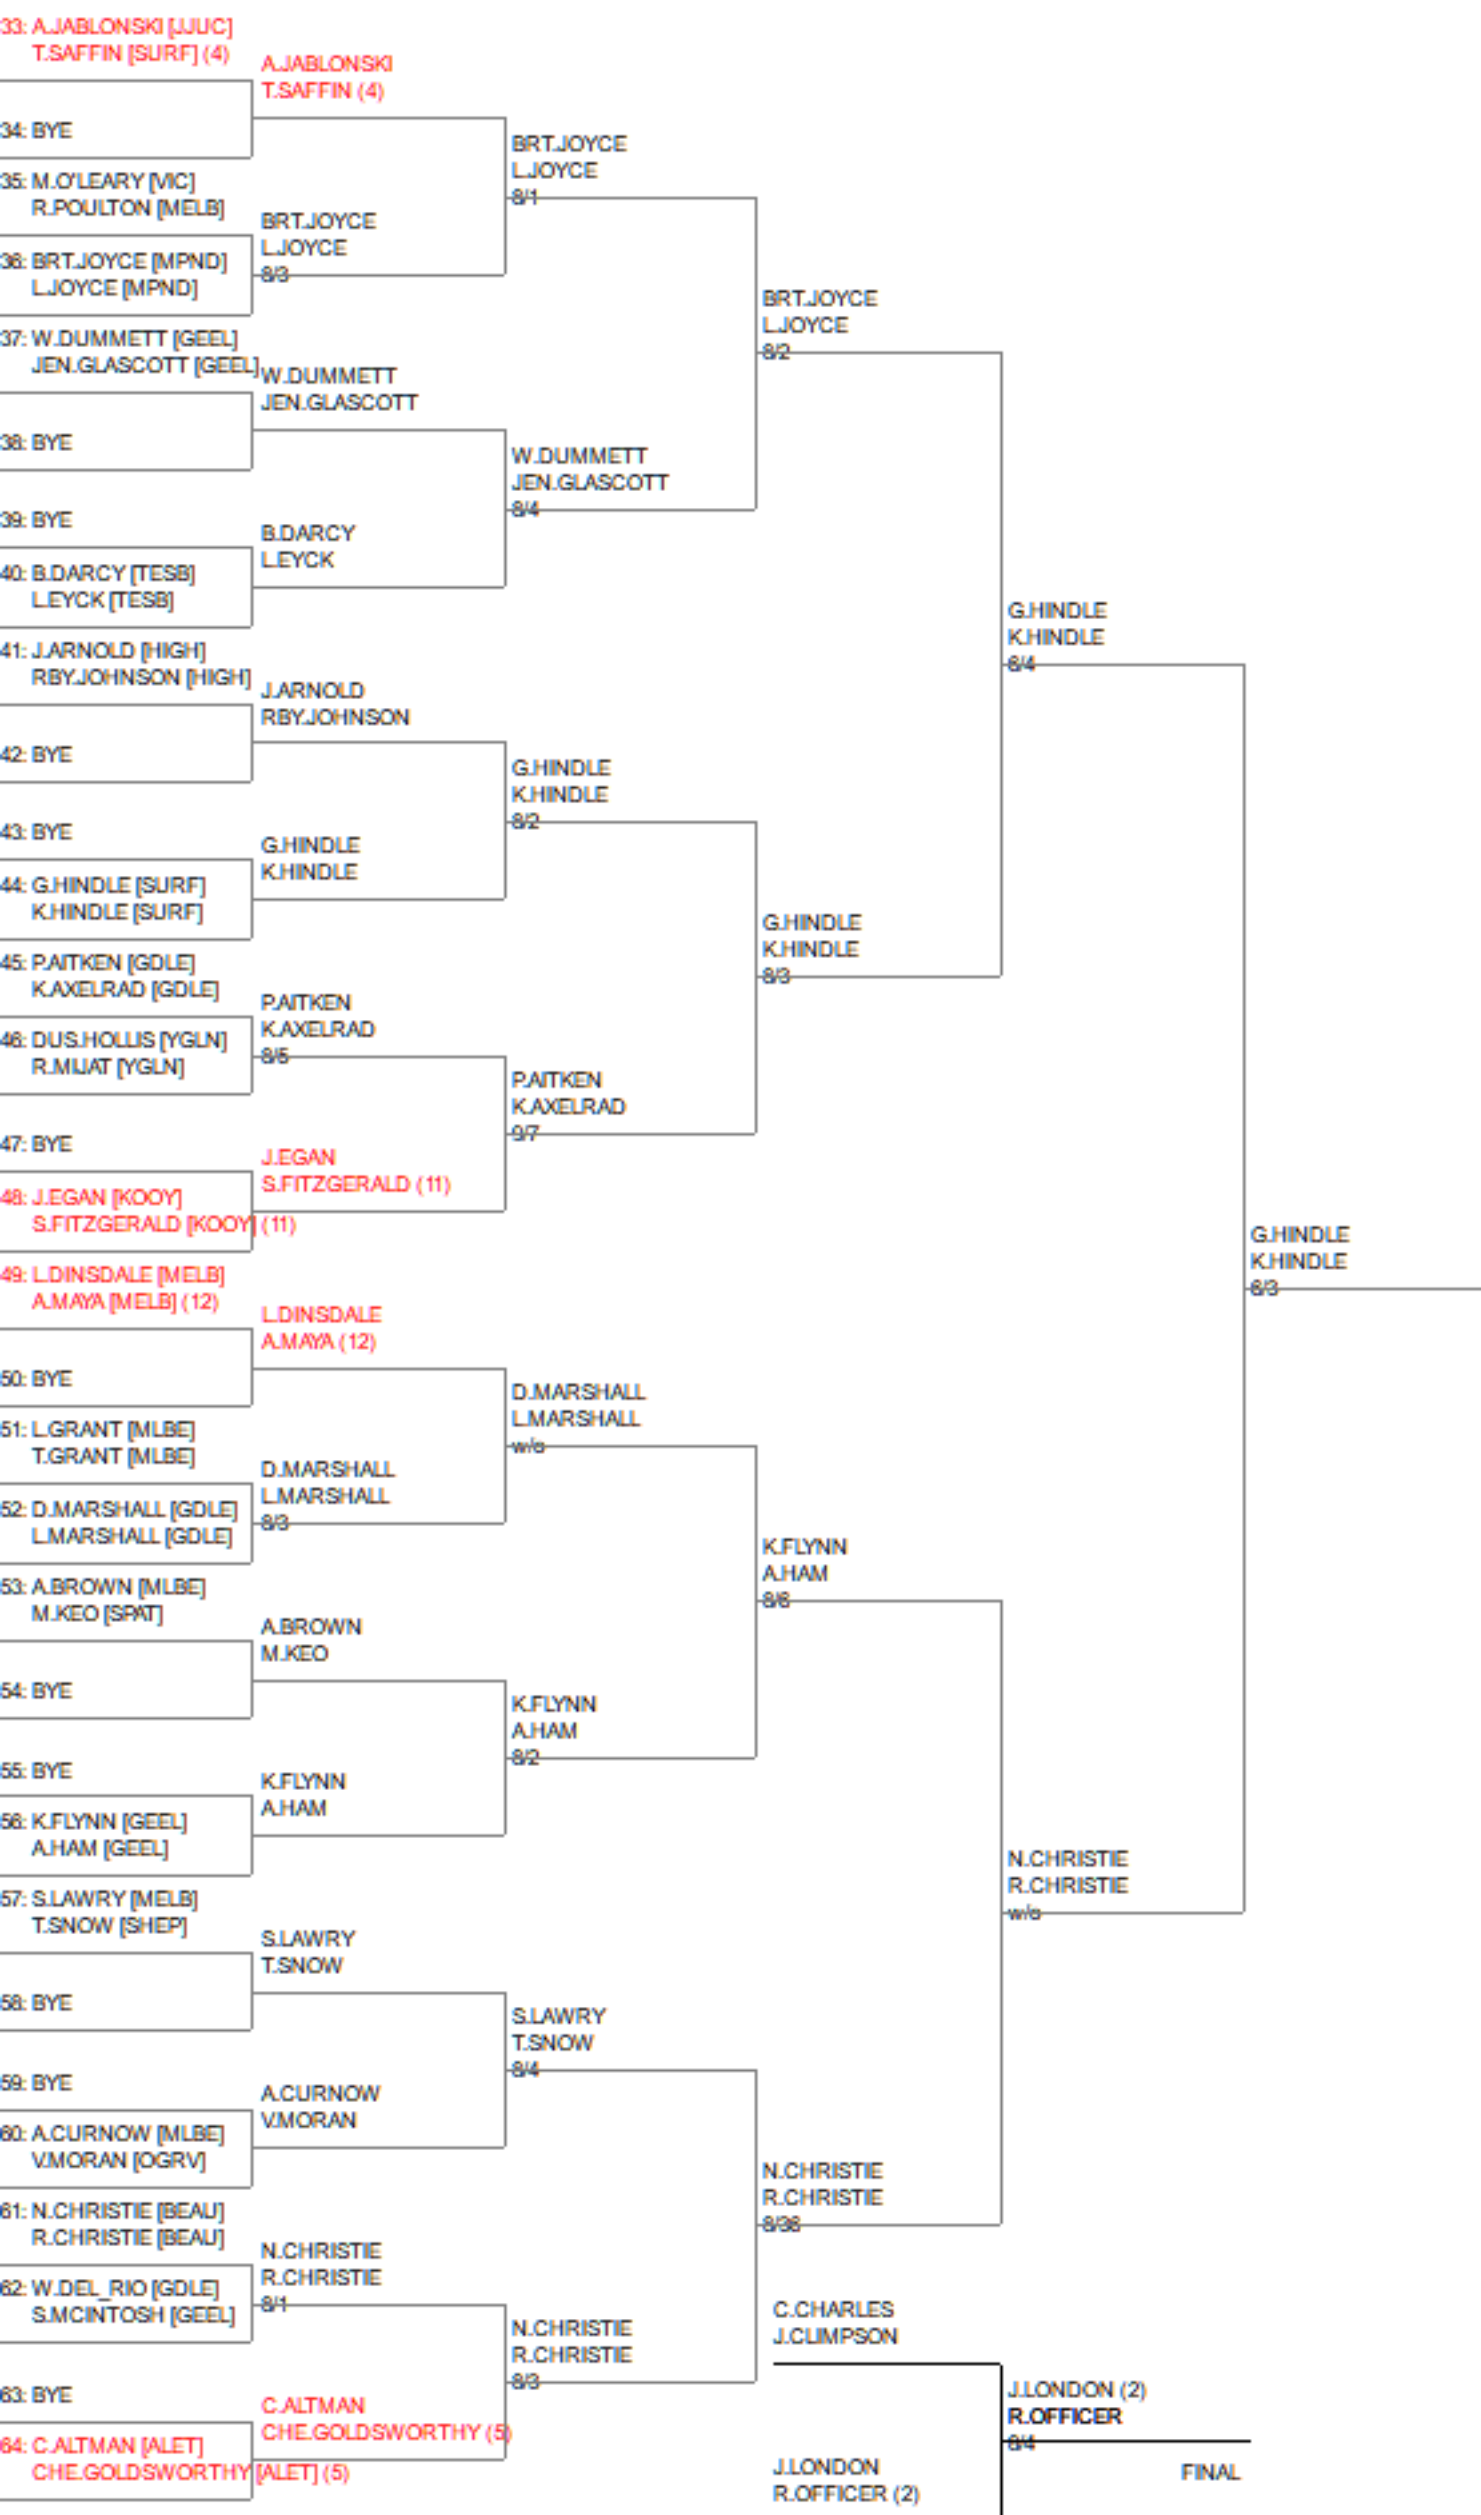 33: A.JABLONSKI [JJUC]
T.SAFFIN [SURF] (4)
34: BYE
35: M.O'LEARY [VIC]
R.POULTON [MELB]
36: BRT.JOYCE [MPND]
L.JOYCE [MPND]
37: W.DUMMETT [GEEL]
JEN.GLASCOTT [GEEL]
38: BYE
39: BYE
40: B.DARCY [TESB]
L.EYCK [TESB]
41: J.ARNOLD [HIGH]
RBY.JOHNSON [HIGH]
42: BYE
43: BYE
44: G.HINDLE [SURF]
K.HINDLE [SURF]
45: P.AITKEN [GDLE]
K.AXELRAD [GDLE]
46: DUS.HOLLIS [YGLN]
R.MIJAT [YGLN]
47: BYE
48: J.EGAN [KOOY]
S.FITZGERALD [KOOY] (11)
49: L.DINSDALE [MELB]
A.MAYA [MELB] (12)
50: BYE
51: L.GRANT [MLBE]
T.GRANT [MLBE]
52: D.MARSHALL [GDLE]
L.MARSHALL [GDLE]
53: A.BROWN [MLBE]
M.KEO [SPAT]
54: BYE
55: BYE
56: K.FLYNN [GEEL]
A.HAM [GEEL]
57: S.LAWRY [MELB]
T.SNOW [SHEP]
58: BYE
59: BYE
60: A.CURNOW [MLBE]
V.MORAN [OGRV]
61: N.CHRISTIE [BEAU]
R.CHRISTIE [BEAU]
62: W.DEL_RIO [GDLE]
S.MCINTOSH [GEEL]
63: BYE
64: C.ALTMAN [ALET]
CHE.GOLDSWORTHY [ALET] (5)
A.JABLONSKI
T.SAFFIN (4)
BRT.JOYCE
L.JOYCE
8/3
W.DUMMETT
JEN.GLASCOTT
B.DARCY
L.EYCK
J.ARNOLD
RBY.JOHNSON
G.HINDLE
K.HINDLE
P.AITKEN
K.AXELRAD
8/5
J.EGAN
S.FITZGERALD (11)
L.DINSDALE
A.MAYA (12)
D.MARSHALL
L.MARSHALL
8/3
A.BROWN
M.KEO
K.FLYNN
A.HAM
S.LAWRY
T.SNOW
A.CURNOW
V.MORAN
N.CHRISTIE
R.CHRISTIE
8/1
C.ALTMAN
CHE.GOLDSWORTHY (5)
BRT.JOYCE
L.JOYCE
8/1
W.DUMMETT
JEN.GLASCOTT
8/4
G.HINDLE
K.HINDLE
8/2
P.AITKEN
K.AXELRAD
9/7
D.MARSHALL
L.MARSHALL
w/o
K.FLYNN
A.HAM
8/2
S.LAWRY
T.SNOW
8/4
N.CHRISTIE
R.CHRISTIE
8/3
BRT.JOYCE
L.JOYCE
8/2
G.HINDLE
K.HINDLE
8/3
K.FLYNN
A.HAM
8/6
N.CHRISTIE
R.CHRISTIE
8/36
G.HINDLE
K.HINDLE
6/4
N.CHRISTIE
R.CHRISTIE
w/o
G.HINDLE
K.HINDLE
6/3
C.CHARLES
J.CLIMPSON
J.LONDON
R.OFFICER (2)
J.LONDON (2)
R.OFFICER
8/4
FINAL